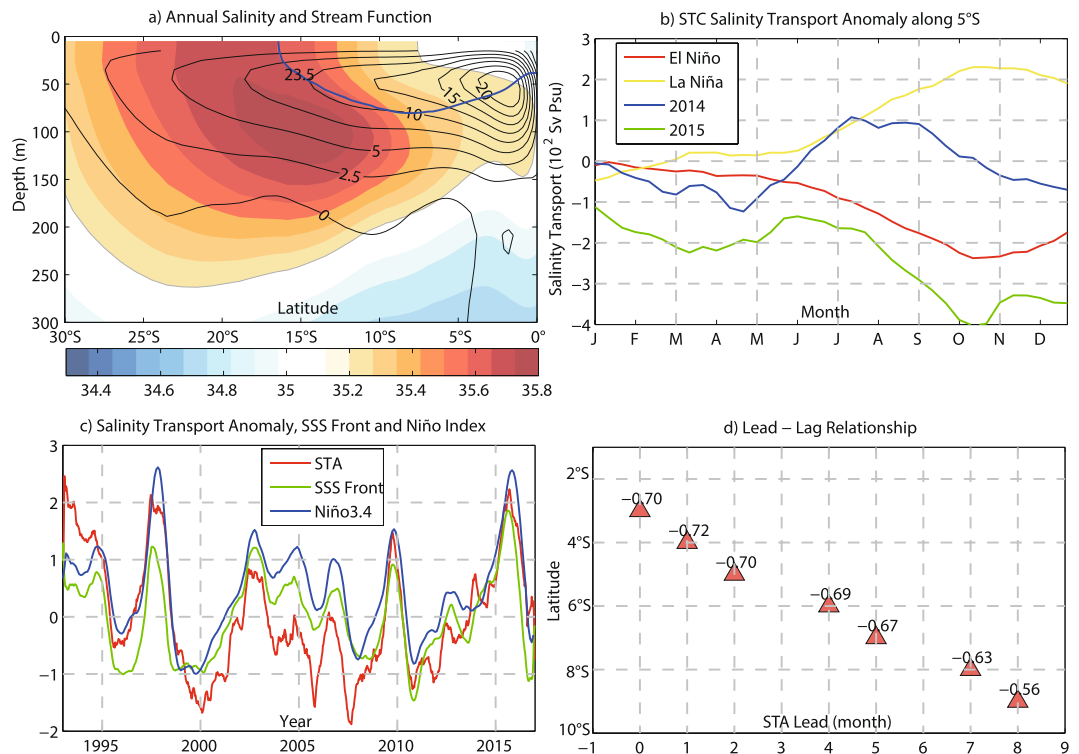 a) Annual Salinity and Stream Function
0
50
100
150
200
250
300
Depth (m)
23.5
20
15
10
5
2.5
0
Latitude
30°S 25°S 20°S 15°S 10°S 5°S 0°
34.4 34.6 34.8 35 35.2 35.4 35.6 35.8
b) STC Salinity Transport Anomaly along 5°S
3
2
1
0
−1
−2
−3
−4
Salinity Transport (10² Sv Psu)
El Niño
La Niña
2014
2015
Month
J F M A M J J A S O N D
c) Salinity Transport Anomaly, SSS Front and Niño Index
3
2
1
0
−1
−2
STA
SSS Front
Niño3.4
Year
1995 2000 2005 2010 2015
d) Lead − Lag Relationship
2°S
4°S
6°S
8°S
10°S
Latitude
−0.70
−0.72
−0.70
−0.69
−0.67
−0.63
−0.56
STA Lead (month)
−1 0 1 2 3 4 5 6 7 8 9